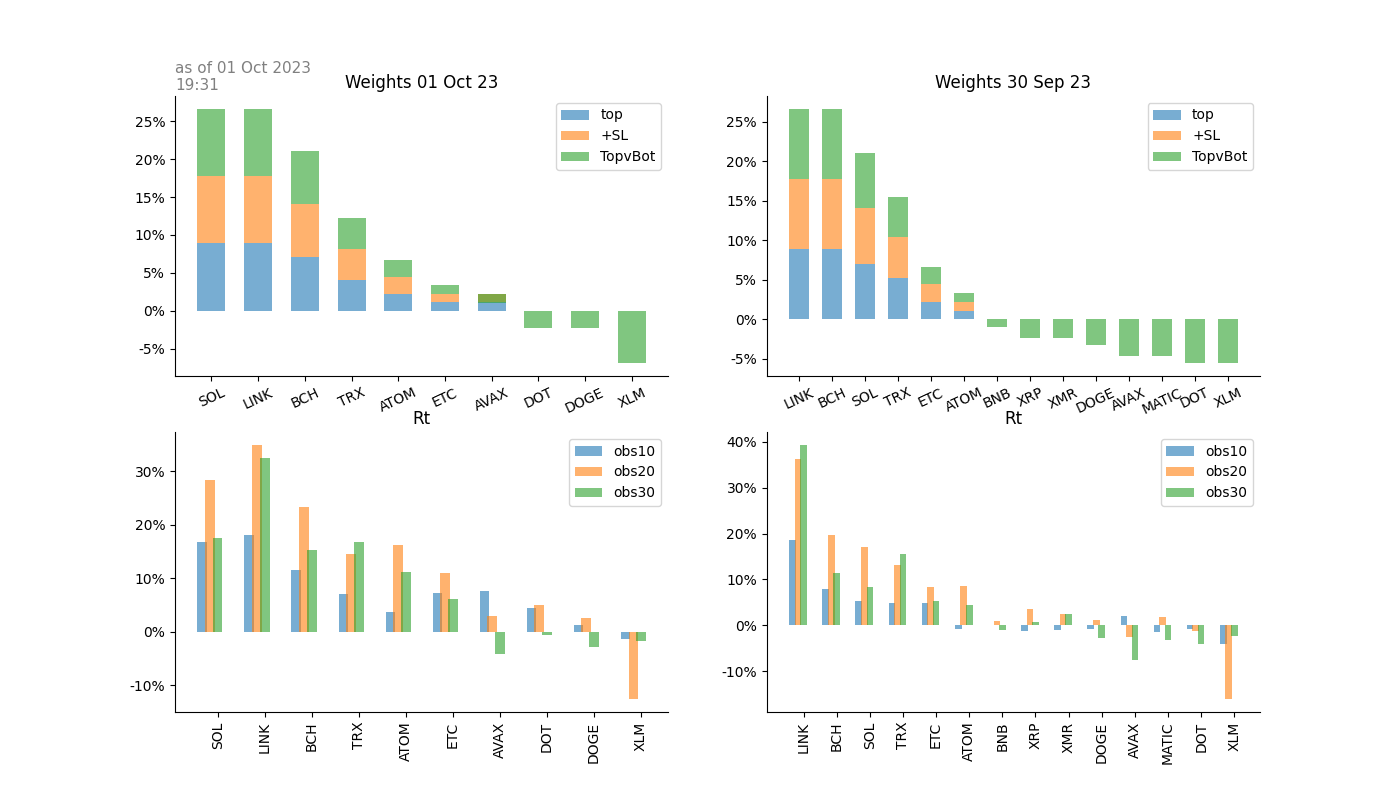 as of 01 Oct 2023
19:31
Weights 01 Oct 23
25%
20%
15%
10%
5%
0%
-5%
top
+SL
TopvBot
SOL LINK BCH TRX ATOM ETC AVAX DOT DOGE XLM
Weights 30 Sep 23
25%
20%
15%
10%
5%
0%
-5%
top
+SL
TopvBot
LINK BCH SOL TRX ETC ATOM BNB XRP XMR DOGE AVAX MATIC DOT XLM
Rt
30%
20%
10%
0%
-10%
obs10
obs20
obs30
SOL LINK BCH TRX ATOM ETC AVAX DOT DOGE XLM
Rt
40%
30%
20%
10%
0%
-10%
obs10
obs20
obs30
LINK BCH SOL TRX ETC ATOM BNB XRP XMR DOGE AVAX MATIC DOT XLM